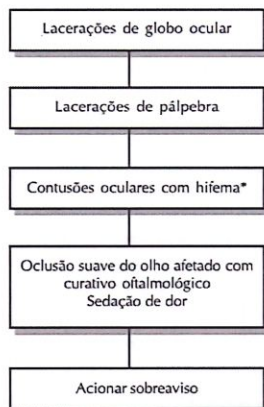 Lacerações de globo ocular
Lacerações de pálpebra
Contusões oculares com hifema*
Oclusão suave do olho afetado com
curativo oftalmológico
Sedação de dor
Acionar sobreaviso